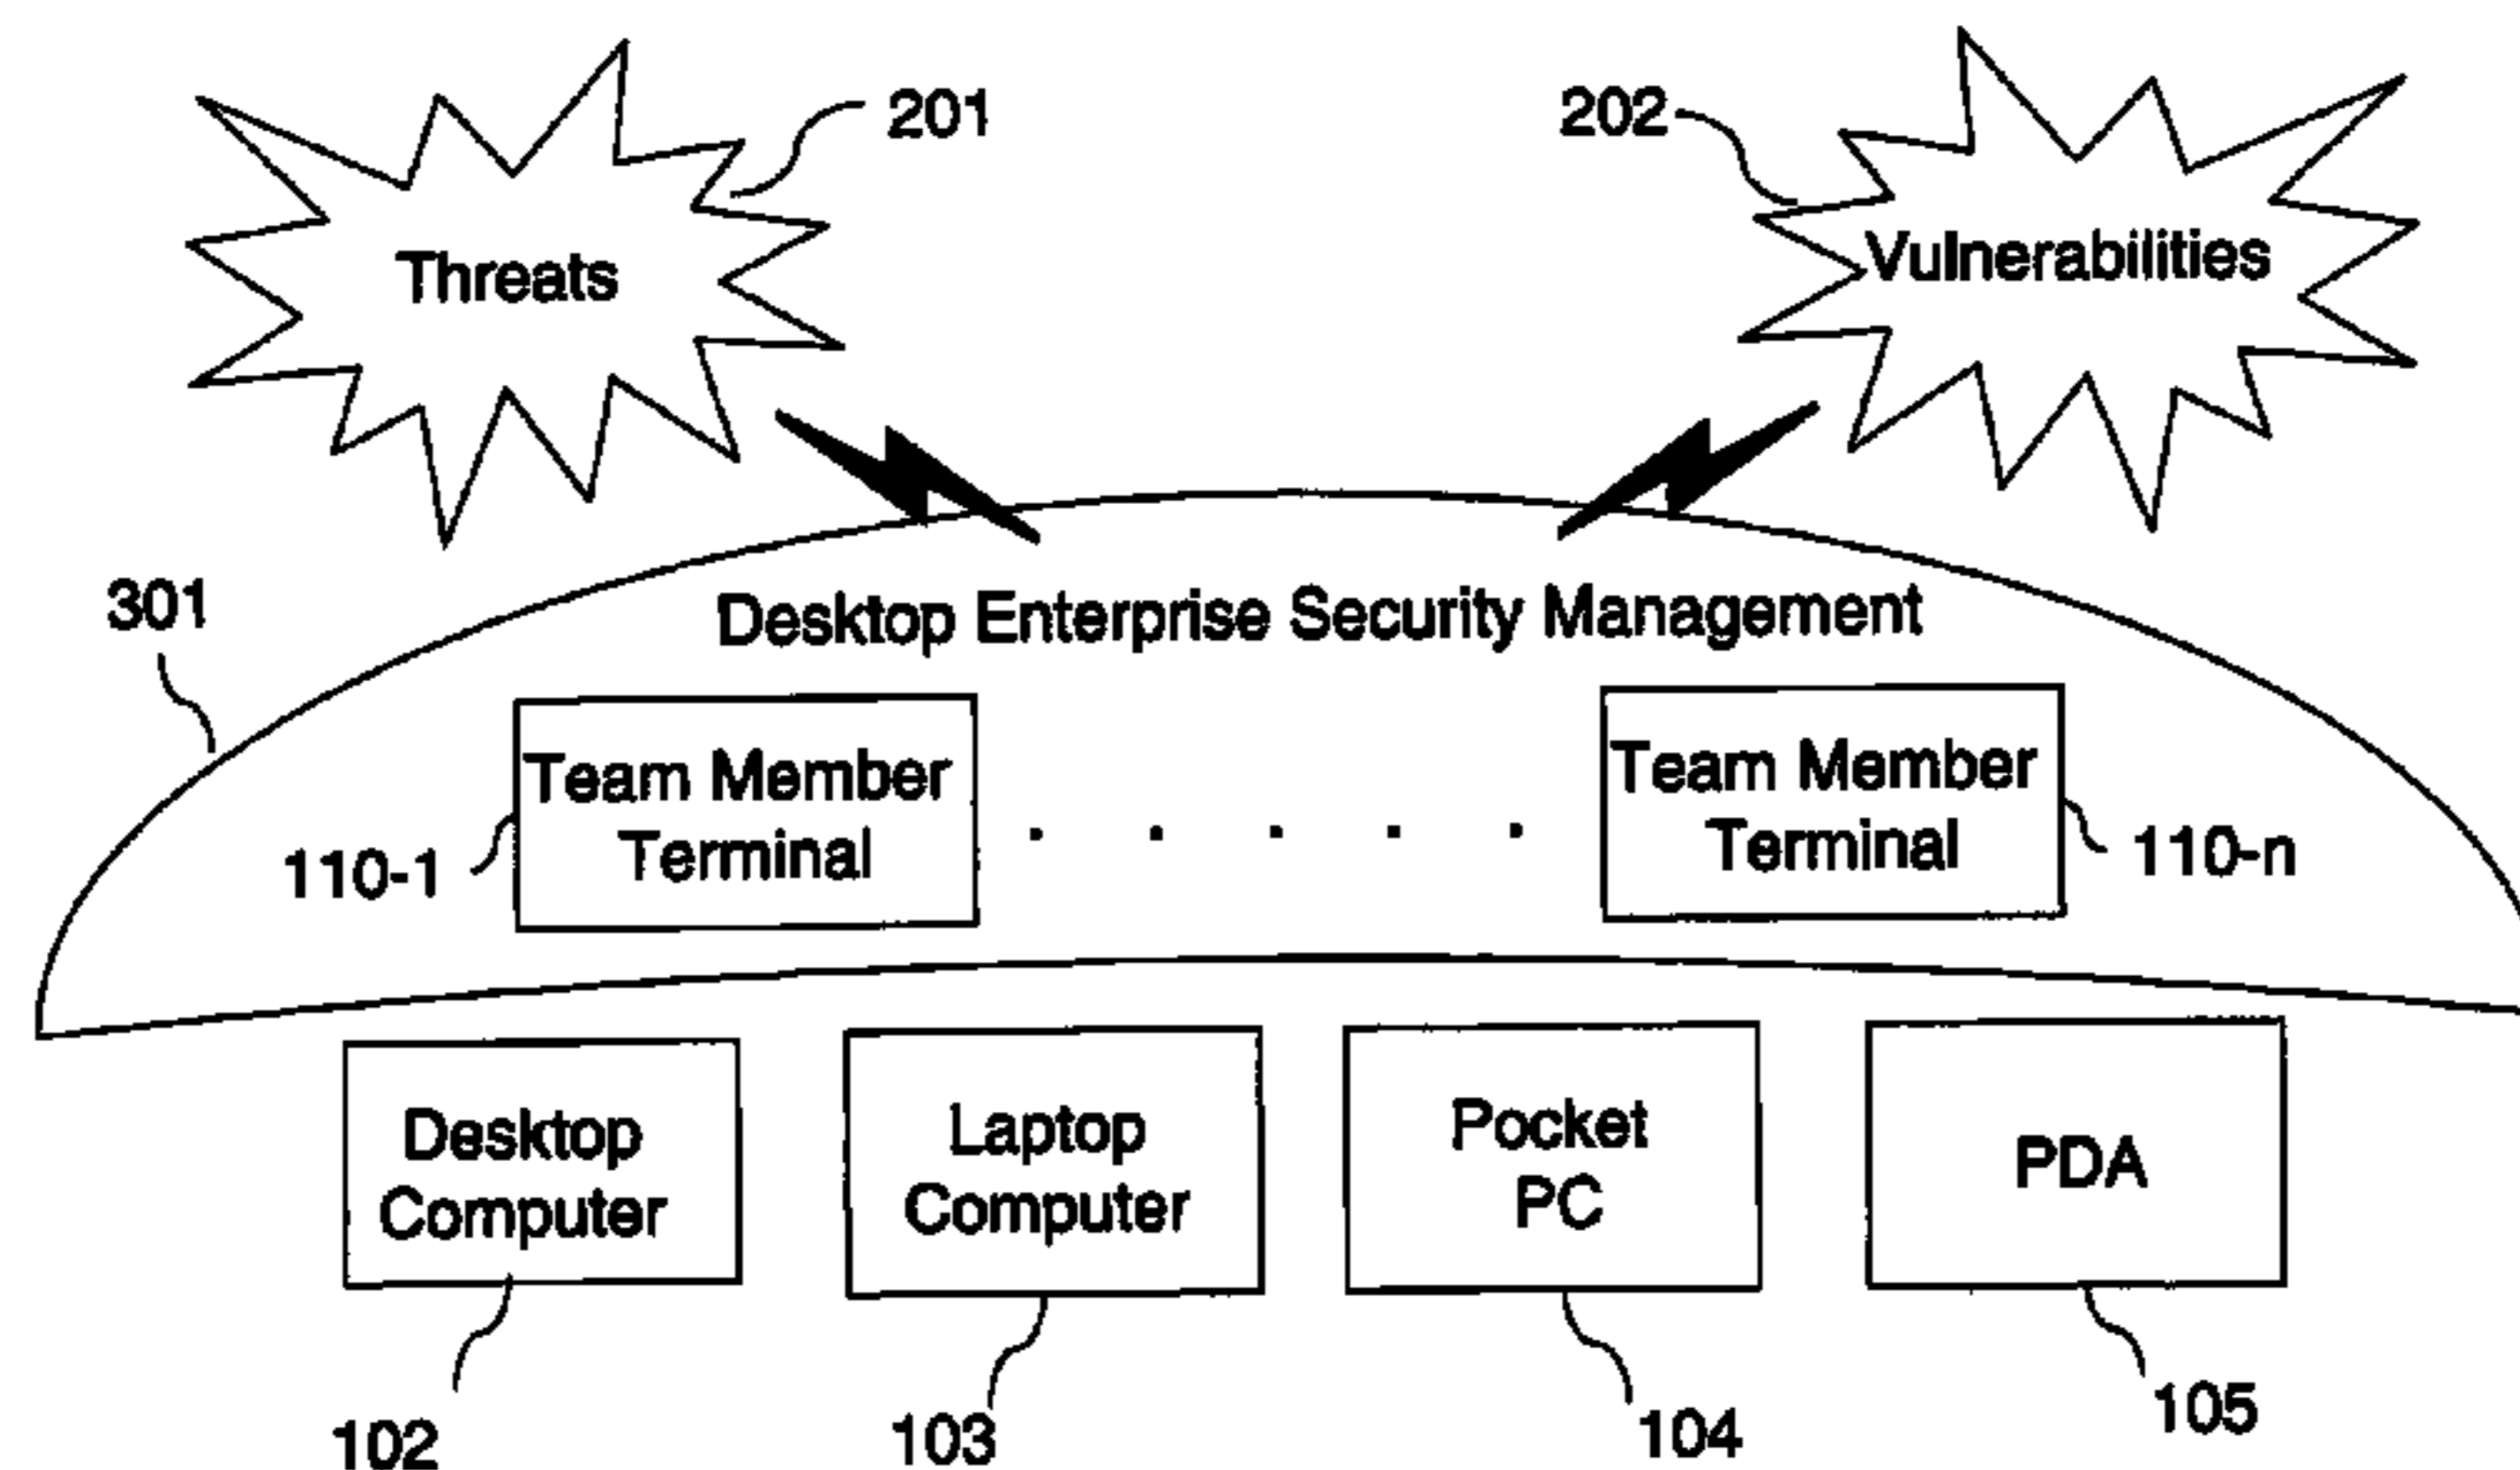 201
202
Threats
Vulnerabilities
301
Desktop Enterprise Security Management
Team Member
Terminal
Team Member
Terminal
110-1
110-n
Desktop
Computer
Laptop
Computer
Pocket
PC
PDA
102
103
104
105